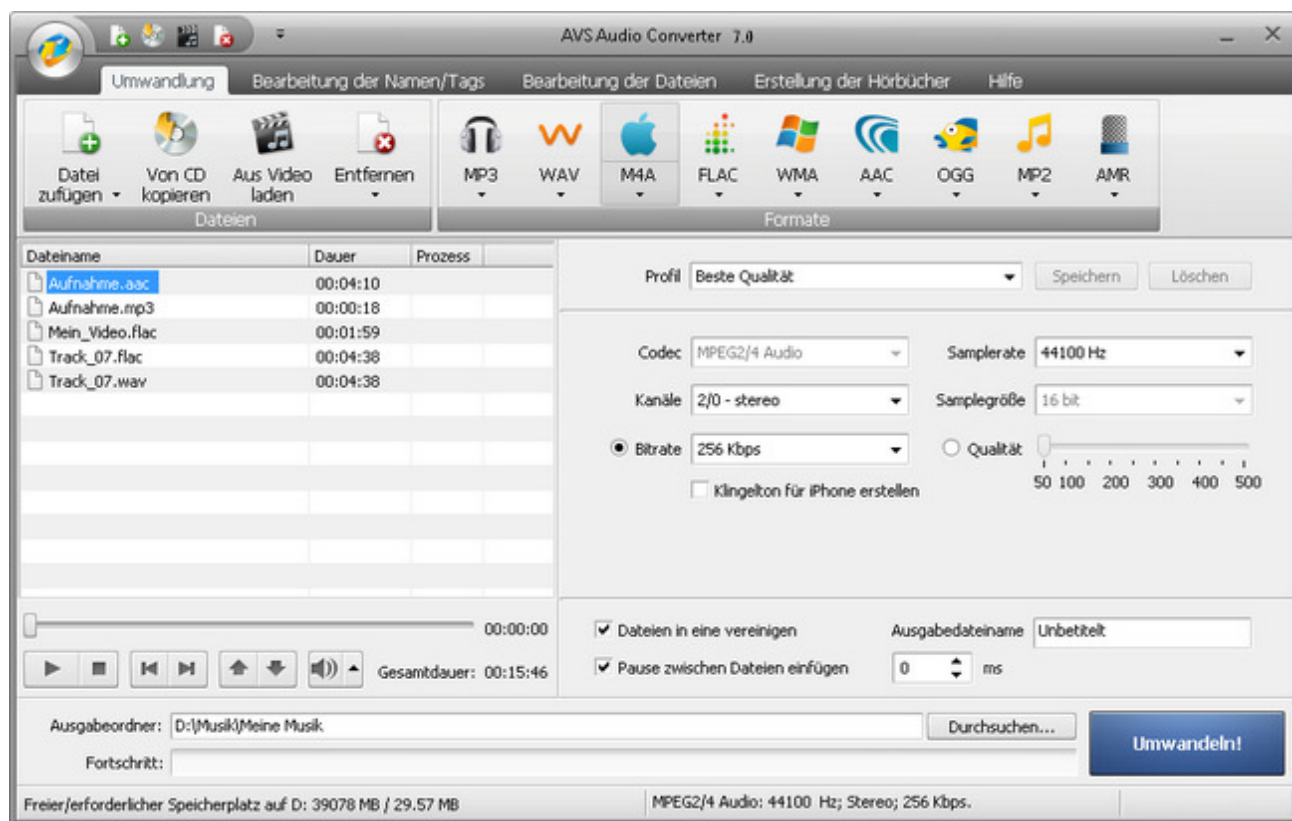 AVS Audio Converter 7.0
Umwandlung Bearbeitung der Namen/Tags Bearbeitung der Dateien Erstellung der Hörbücher Hilfe
Datei zufügen
Von CD kopieren
Aus Video laden
Entfernen
Dateien
MP3 WAV M4A FLAC WMA AAC OGG MP2 AMR
Formate
Dateiname Dauer Prozess
Aufnahme.aac 00:04:10
Aufnahme.mp3 00:00:18
Mein_Video.flac 00:01:59
Track_07.flac 00:04:38
Track_07.wav 00:04:38
00:00:00
Gesamtdauer: 00:15:46
Profil Beste Qualität Speichern Löschen
Codec MPEG2/4 Audio Samplerate 44100 Hz
Kanäle 2/0 - stereo Samplegröße 16 bit
Bitrate 256 Kbps Qualität
50 100 200 300 400 500
Klingelton für iPhone erstellen
Dateien in eine vereinigen Ausgabedateiname Unbetitelt
Pause zwischen Dateien einfügen 0 ms
Ausgabeordner: D:\Musik\Meine Musik Durchsuchen...
Fortschritt:
Umwandeln!
Freier/erforderlicher Speicherplatz auf D: 39078 MB / 29.57 MB
MPEG2/4 Audio: 44100 Hz; Stereo; 256 Kbps.